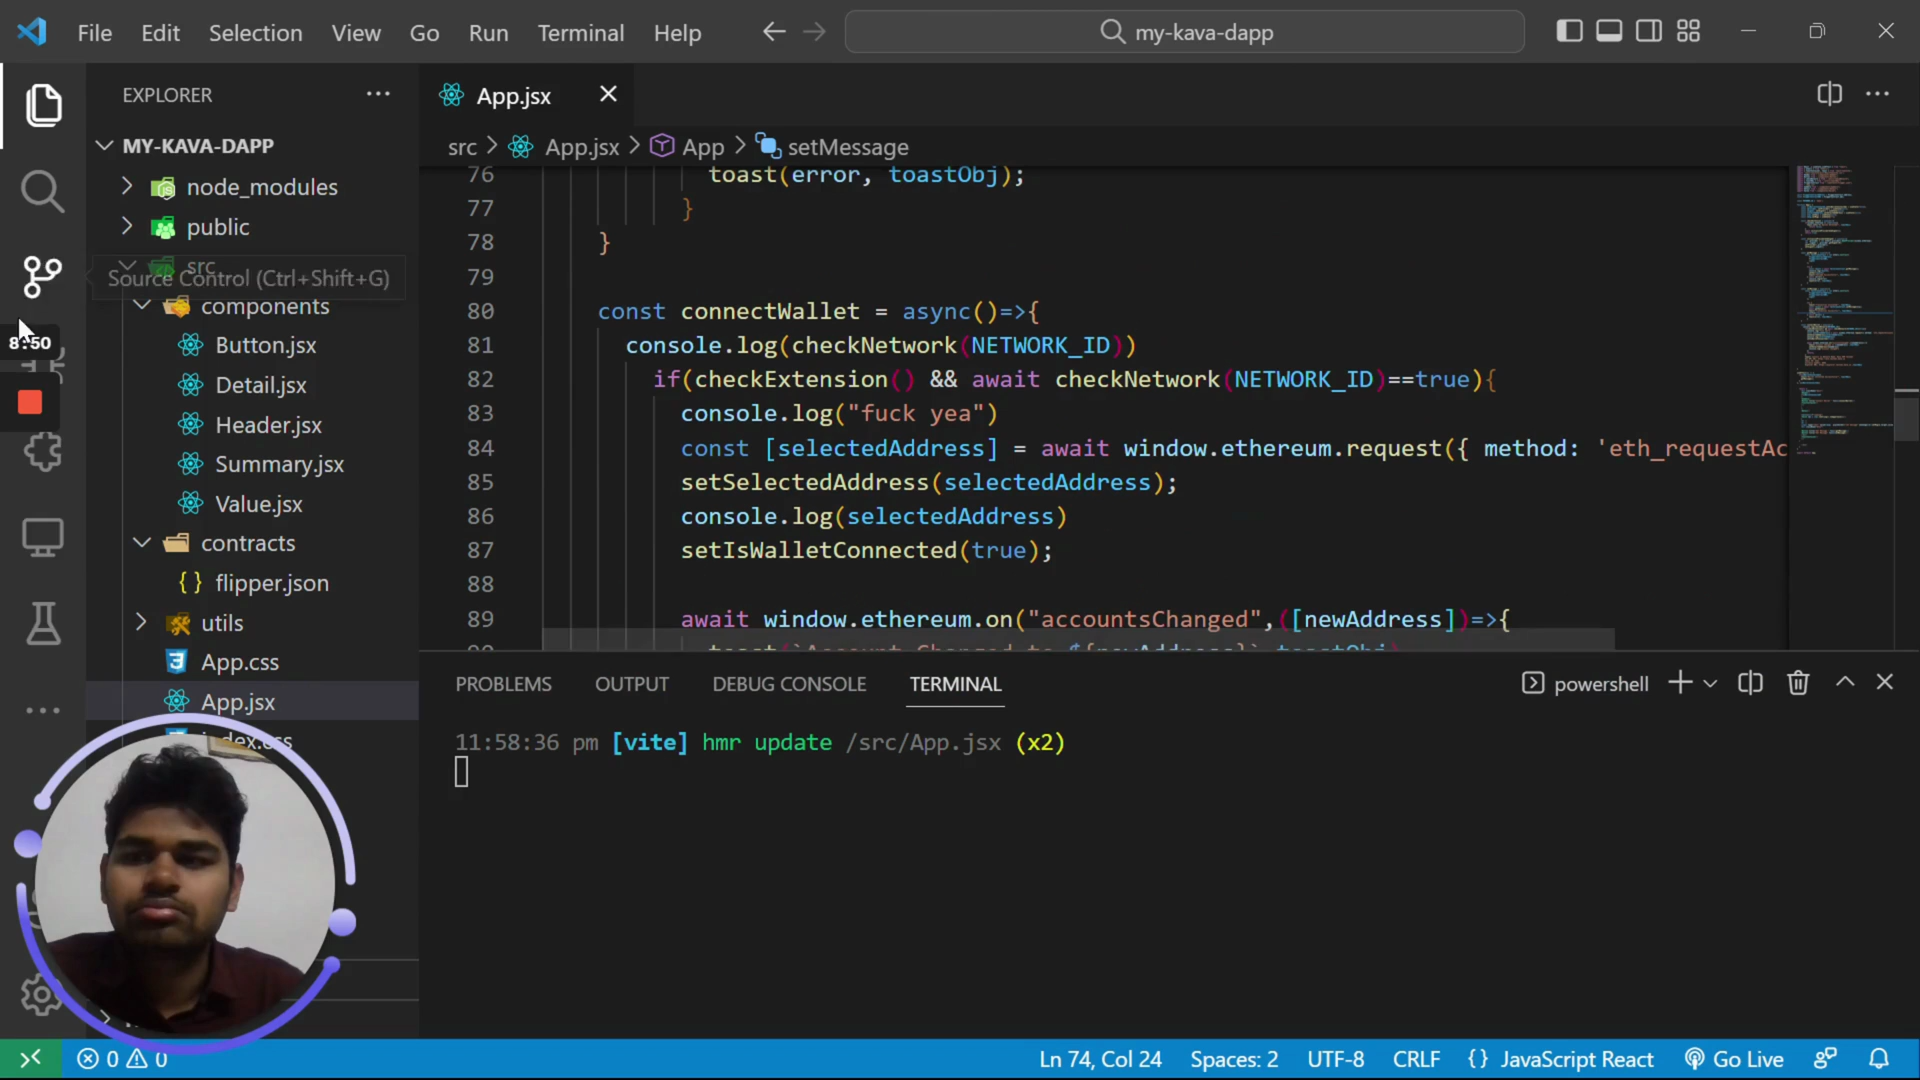 File Edit Selection View Go Run Terminal Help
my-kava-dapp
EXPLORER
MY-KAVA-DAPP
node_modules
public
src
Source Control (Ctrl+Shift+G)
components
Button.jsx
Detail.jsx
Header.jsx
Summary.jsx
Value.jsx
contracts
flipper.json
utils
App.css
App.jsx
index.css
App.jsx
src > App.jsx > App > setMessage
76 toast(error, toastObj);
77 }
78 }
79
80 const connectWallet = async()=>{
81 console.log(checkNetwork(NETWORK_ID))
82 if(checkExtension() && await checkNetwork(NETWORK_ID)==true){
83 console.log("fuck yea")
84 const [selectedAddress] = await window.ethereum.request({ method: 'eth_requestAc
85 setSelectedAddress(selectedAddress);
86 console.log(selectedAddress)
87 setIsWalletConnected(true);
88
89 await window.ethereum.on("accountsChanged",([newAddress])=>{
PROBLEMS OUTPUT DEBUG CONSOLE TERMINAL
powershell
11:58:36 pm [vite] hmr update /src/App.jsx (x2)
0 0
Ln 74, Col 24 Spaces: 2 UTF-8 CRLF {} JavaScript React Go Live